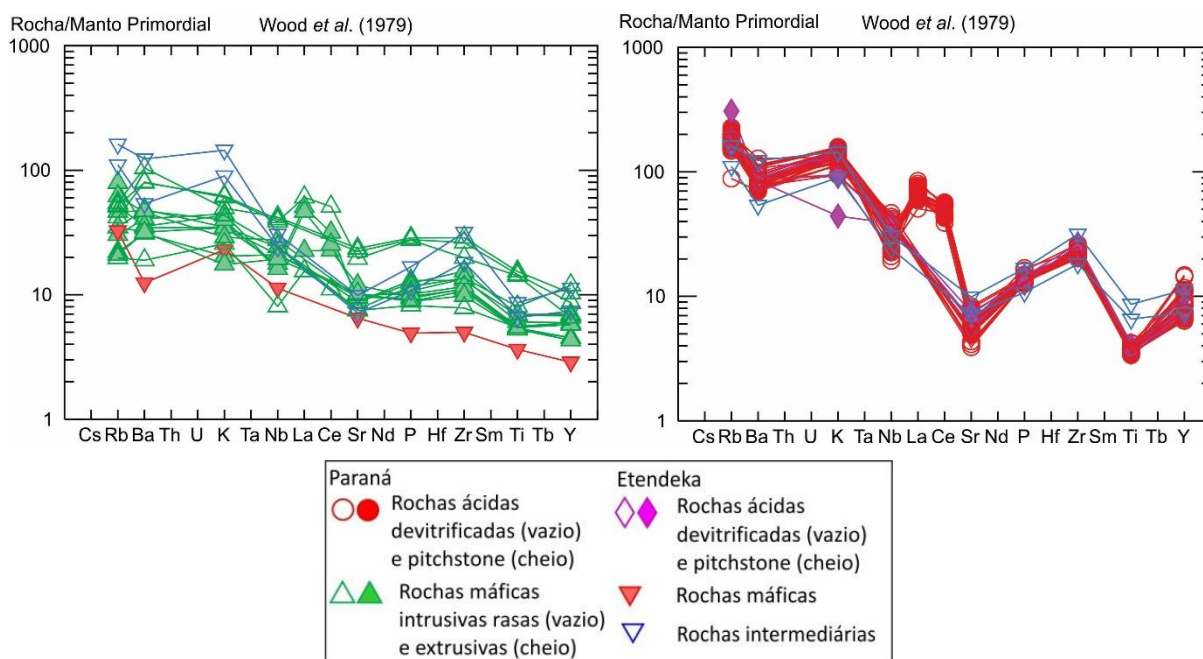 Rocha/Manto Primordial Wood et al. (1979)
1000
100
10
1
Cs Rb Ba Th U K Ta Nb La Ce Sr Nd P Hf Zr Sm Ti Tb Y
Rocha/Manto Primordial Wood et al. (1979)
1000
100
10
1
Cs Rb Ba Th U K Ta Nb La Ce Sr Nd P Hf Zr Sm Ti Tb Y
Paraná
Rochas ácidas
devitrificadas (vazio)
e pitchstone (cheio)
Rochas máficas
intrusivas rasas (vazio)
e extrusivas (cheio)
Etendeka
Rochas ácidas
devitrificadas (vazio)
e pitchstone (cheio)
Rochas máficas
Rochas intermediárias